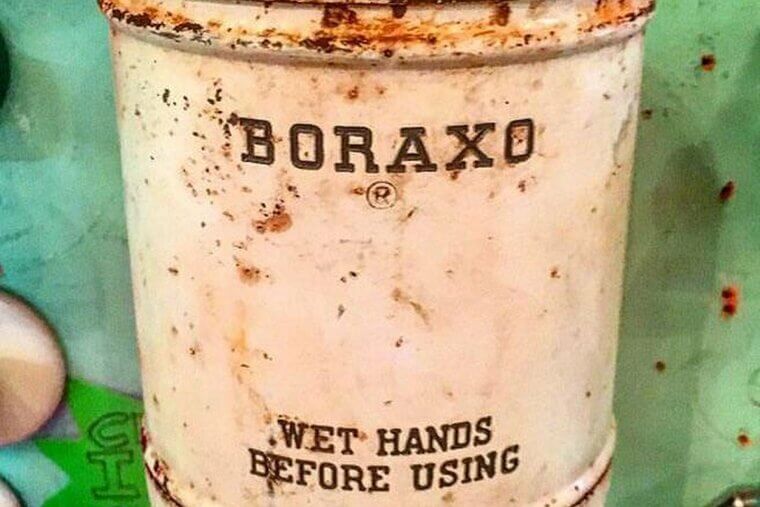 BORAXO
®
WET HANDS
BEFORE USING